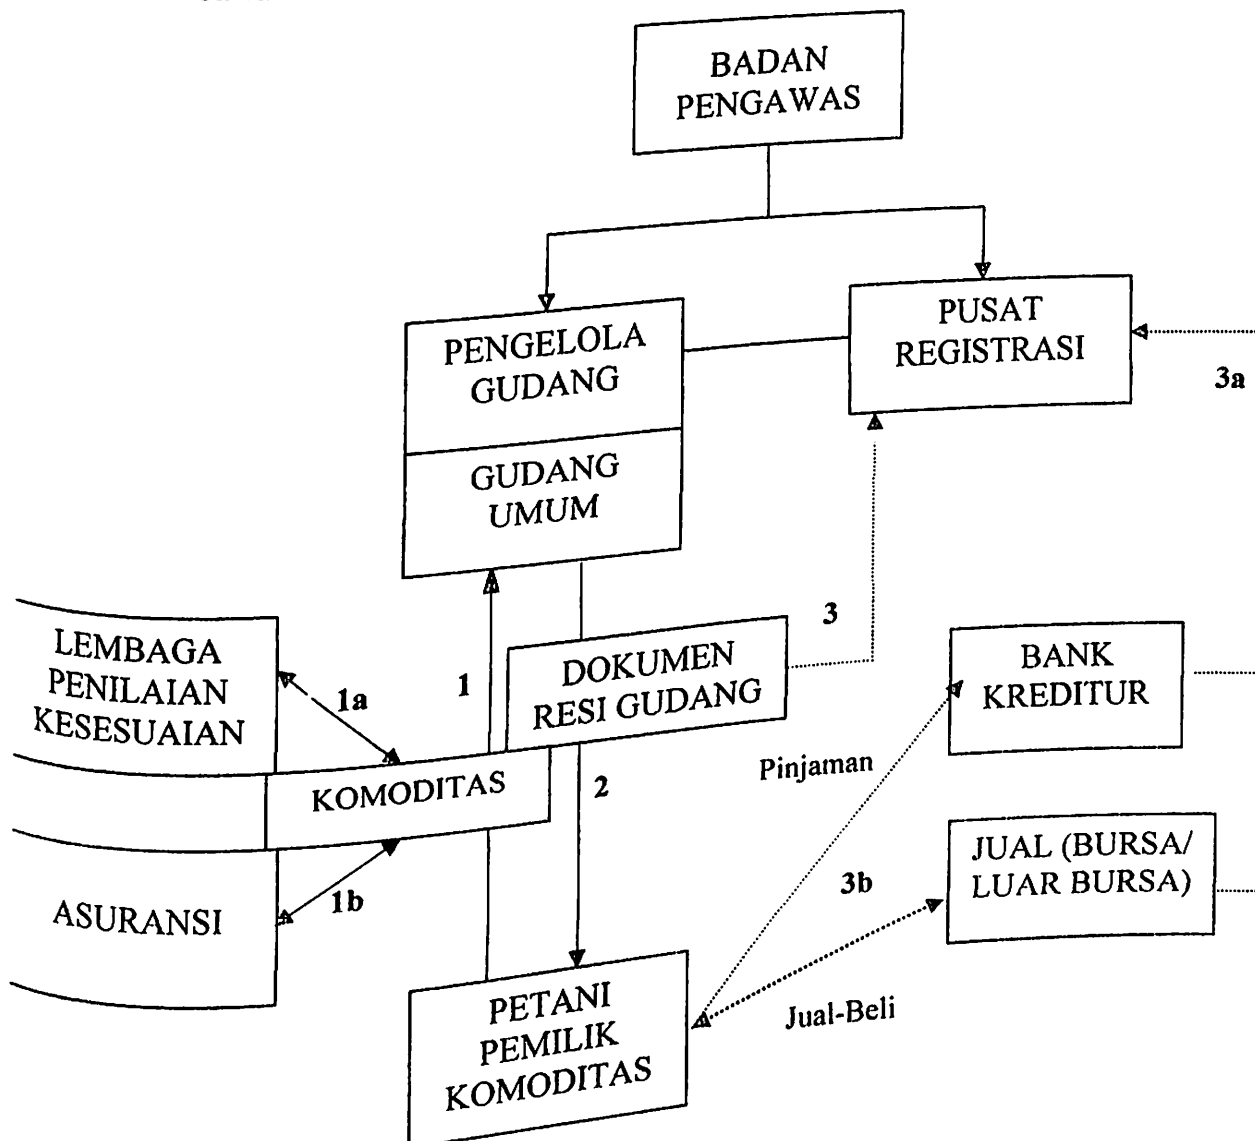 BADAN
PENGAWAS
PENGELOLA
GUDANG
PUSAT
REGISTRASI
3a
GUDANG
UMUM
3
LEMBAGA
PENILAIAN
KESESUAIAN
1a
1
DOKUMEN
RESI GUDANG
BANK
KREDITUR
KOMODITAS
2
Pinjaman
ASURANSI
1b
3b
JUAL (BURSA/
LUAR BURSA)
PETANI
PEMILIK
KOMODITAS
Jual-Beli